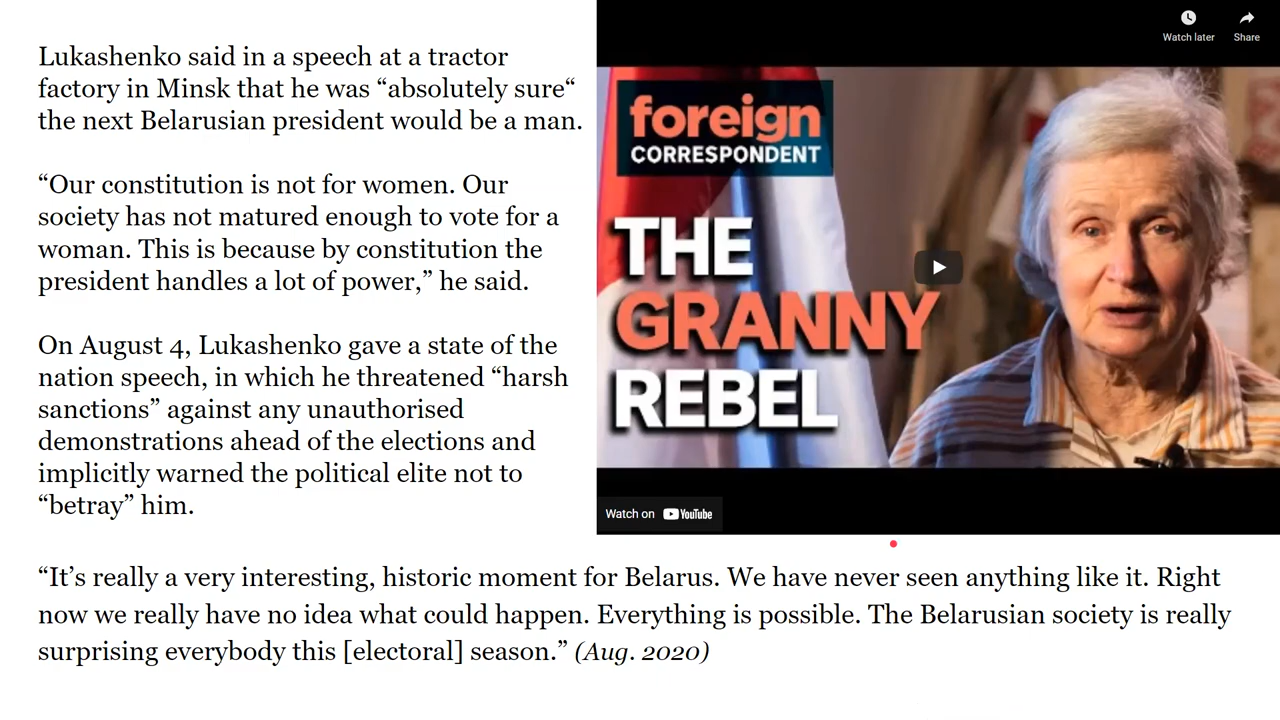 Lukashenko said in a speech at a tractor
factory in Minsk that he was “absolutely sure“
the next Belarusian president would be a man.
“Our constitution is not for women. Our
society has not matured enough to vote for a
woman. This is because by constitution the
president handles a lot of power,” he said.
On August 4, Lukashenko gave a state of the
nation speech, in which he threatened “harsh
sanctions” against any unauthorised
demonstrations ahead of the elections and
implicitly warned the political elite not to
“betray” him.
Watch later
Share
foreign
CORRESPONDENT
THE
GRANNY
REBEL
Watch on YouTube
“It’s really a very interesting, historic moment for Belarus. We have never seen anything like it. Right
now we really have no idea what could happen. Everything is possible. The Belarusian society is really
surprising everybody this [electoral] season.” (Aug. 2020)